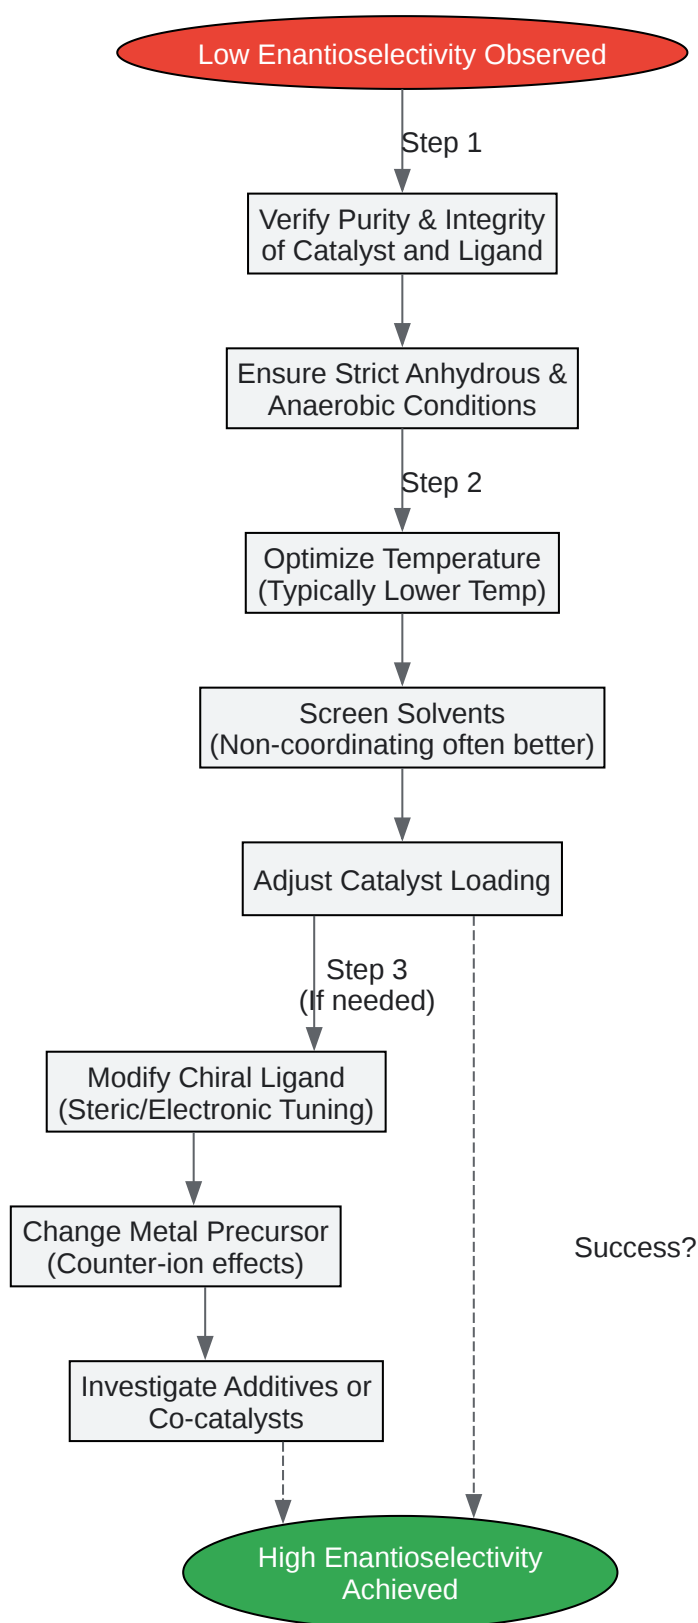 Low Enantioselectivity Observed
Step 1
Verify Purity & Integrity
of Catalyst and Ligand
Ensure Strict Anhydrous &
Anaerobic Conditions
Step 2
Optimize Temperature
(Typically Lower Temp)
Screen Solvents
(Non-coordinating often better)
Adjust Catalyst Loading
Step 3
(If needed)
Modify Chiral Ligand
(Steric/Electronic Tuning)
Change Metal Precursor
(Counter-ion effects)
Success?
Investigate Additives or
Co-catalysts
High Enantioselectivity
Achieved